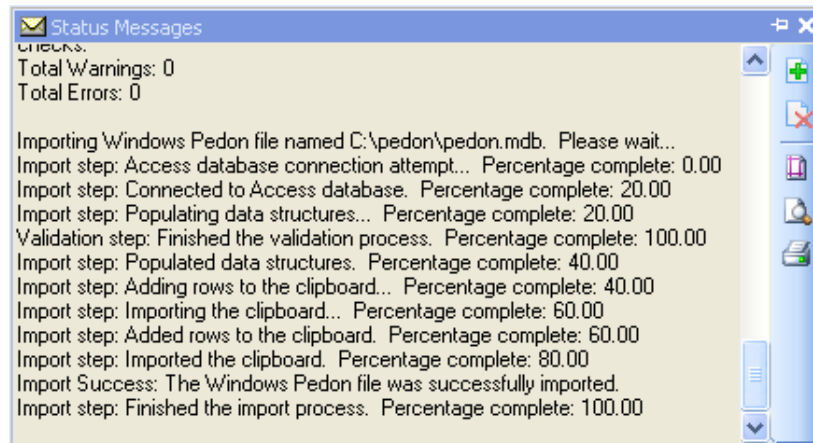 Status Messages
checks.
Total Warnings: 0
Total Errors: 0
Importing Windows Pedon file named C:\pedon\pedon.mdb.  Please wait...
Import step: Access database connection attempt...  Percentage complete: 0.00
Import step: Connected to Access database.  Percentage complete: 20.00
Import step: Populating data structures...  Percentage complete: 20.00
Validation step: Finished the validation process.  Percentage complete: 100.00
Import step: Populated data structures.  Percentage complete: 40.00
Import step: Adding rows to the clipboard...  Percentage complete: 40.00
Import step: Importing the clipboard...  Percentage complete: 60.00
Import step: Added rows to the clipboard.  Percentage complete: 60.00
Import step: Imported the clipboard.  Percentage complete: 80.00
Import Success: The Windows Pedon file was successfully imported.
Import step: Finished the import process.  Percentage complete: 100.00